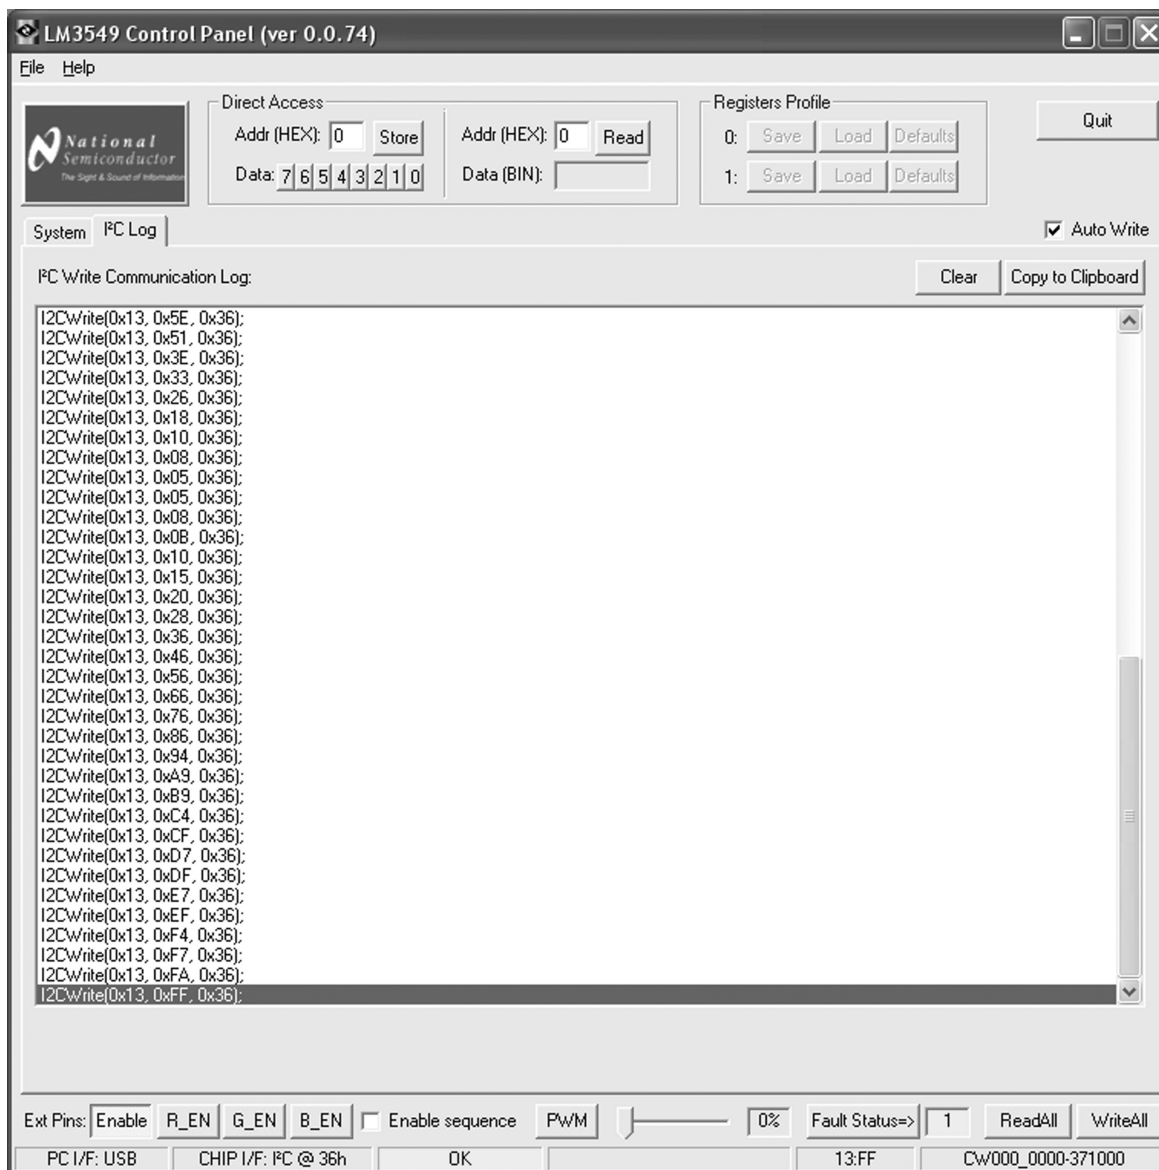 LM3549 Control Panel (ver 0.0.74)
File Help
National
Semiconductor
The Sight & Sound of Information
Direct Access
Addr (HEX): 0 Store
Data: 7 6 5 4 3 2 1 0
Addr (HEX): 0 Read
Data (BIN):
Registers Profile
0: Save Load Defaults
1: Save Load Defaults
Quit
System I²C Log
Auto Write
I²C Write Communication Log:
Clear Copy to Clipboard
I2CWrite(0x13, 0x5E, 0x36);
I2CWrite(0x13, 0x51, 0x36);
I2CWrite(0x13, 0x3E, 0x36);
I2CWrite(0x13, 0x33, 0x36);
I2CWrite(0x13, 0x26, 0x36);
I2CWrite(0x13, 0x18, 0x36);
I2CWrite(0x13, 0x10, 0x36);
I2CWrite(0x13, 0x08, 0x36);
I2CWrite(0x13, 0x05, 0x36);
I2CWrite(0x13, 0x05, 0x36);
I2CWrite(0x13, 0x08, 0x36);
I2CWrite(0x13, 0x0B, 0x36);
I2CWrite(0x13, 0x10, 0x36);
I2CWrite(0x13, 0x15, 0x36);
I2CWrite(0x13, 0x20, 0x36);
I2CWrite(0x13, 0x28, 0x36);
I2CWrite(0x13, 0x36, 0x36);
I2CWrite(0x13, 0x46, 0x36);
I2CWrite(0x13, 0x56, 0x36);
I2CWrite(0x13, 0x66, 0x36);
I2CWrite(0x13, 0x76, 0x36);
I2CWrite(0x13, 0x86, 0x36);
I2CWrite(0x13, 0x94, 0x36);
I2CWrite(0x13, 0xA9, 0x36);
I2CWrite(0x13, 0xB9, 0x36);
I2CWrite(0x13, 0xC4, 0x36);
I2CWrite(0x13, 0xCF, 0x36);
I2CWrite(0x13, 0xD7, 0x36);
I2CWrite(0x13, 0xDF, 0x36);
I2CWrite(0x13, 0xE7, 0x36);
I2CWrite(0x13, 0xEF, 0x36);
I2CWrite(0x13, 0xF4, 0x36);
I2CWrite(0x13, 0xF7, 0x36);
I2CWrite(0x13, 0xFA, 0x36);
I2CWrite(0x13, 0xFF, 0x36);
Ext Pins: Enable R_EN G_EN B_EN Enable sequence PWM 0% Fault Status=> 1 ReadAll WriteAll
PC I/F: USB CHIP I/F: I²C @ 36h OK 13:FF CW000_0000-371000